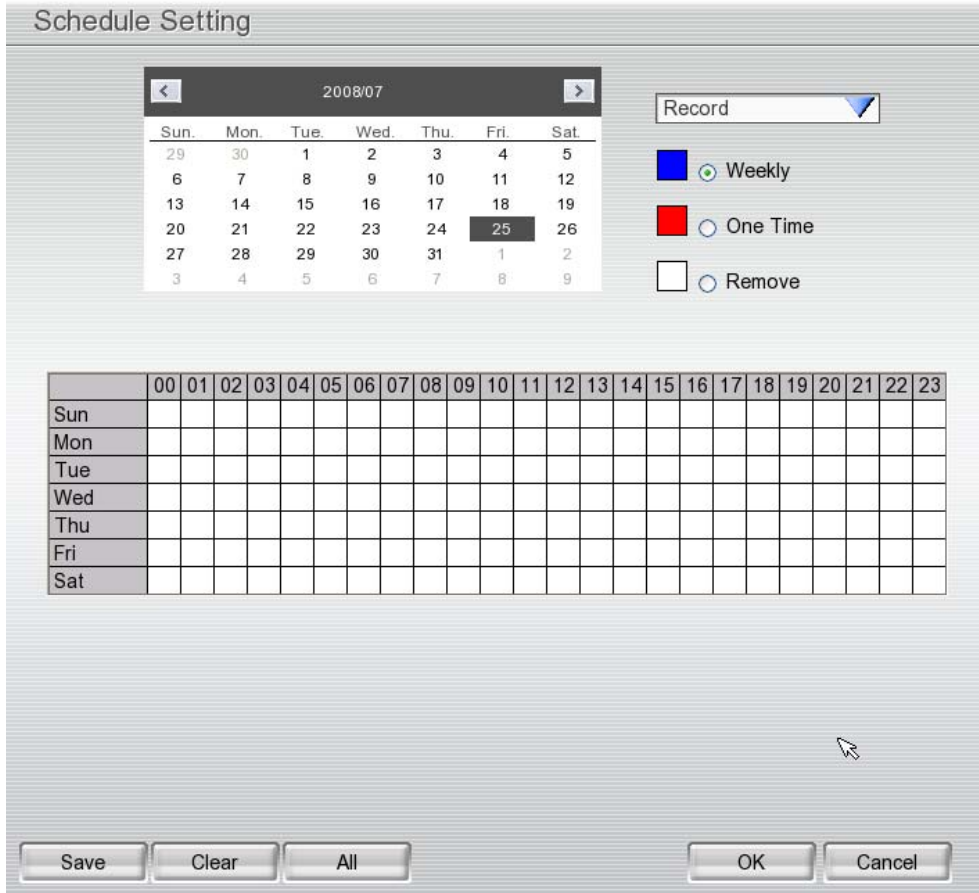 Schedule Setting
< 2008/07 >
Sun. Mon. Tue. Wed. Thu. Fri. Sat.
29 30 1 2 3 4 5
6 7 8 9 10 11 12
13 14 15 16 17 18 19
20 21 22 23 24 25 26
27 28 29 30 31 1 2
3 4 5 6 7 8 9
Record
Weekly
One Time
Remove
00 01 02 03 04 05 06 07 08 09 10 11 12 13 14 15 16 17 18 19 20 21 22 23
Sun
Mon
Tue
Wed
Thu
Fri
Sat
Save Clear All OK Cancel